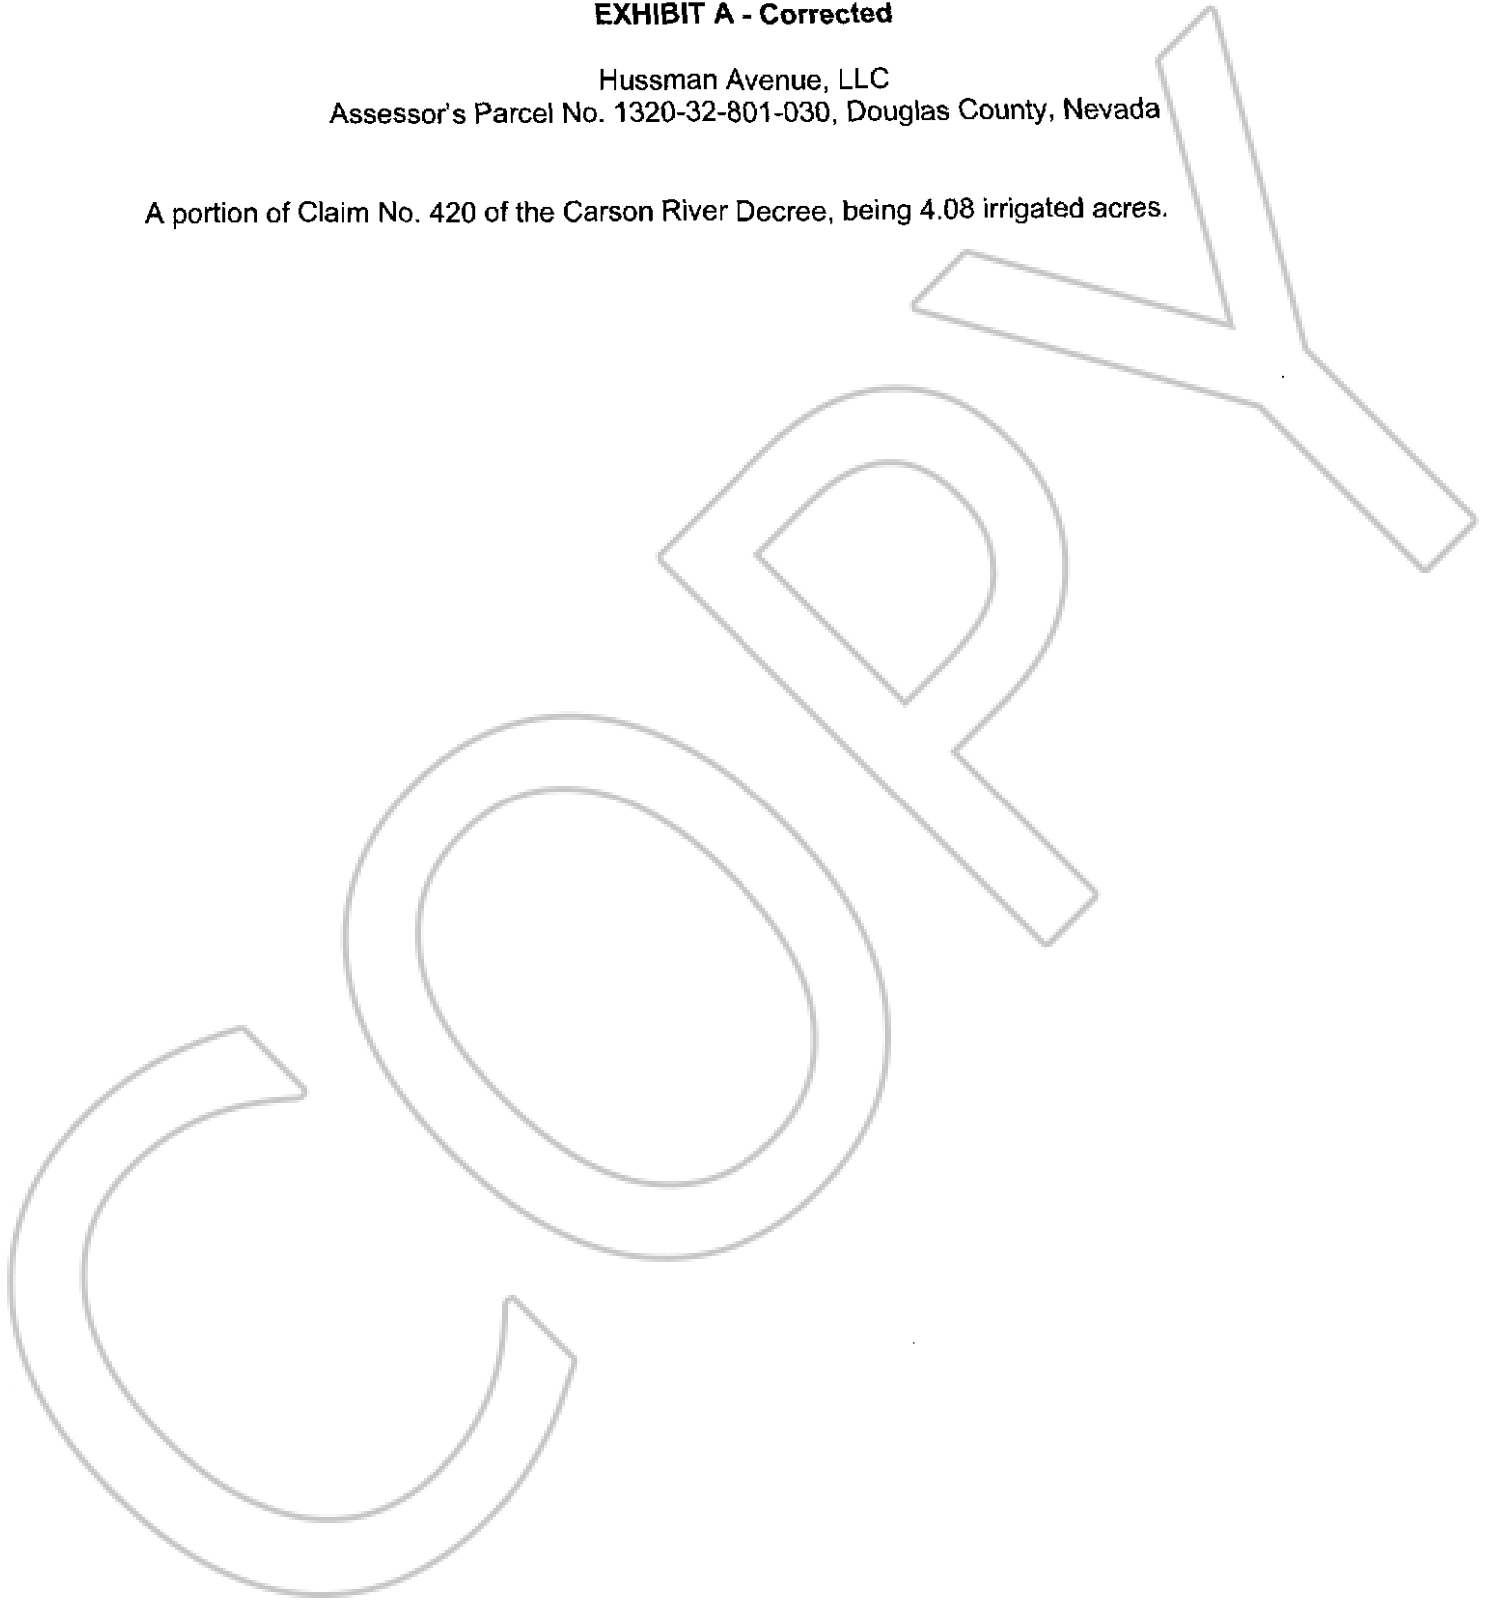 EXHIBIT A - Corrected
Hussman Avenue, LLC
Assessor's Parcel No. 1320-32-801-030, Douglas County, Nevada
A portion of Claim No. 420 of the Carson River Decree, being 4.08 irrigated acres.
COPY